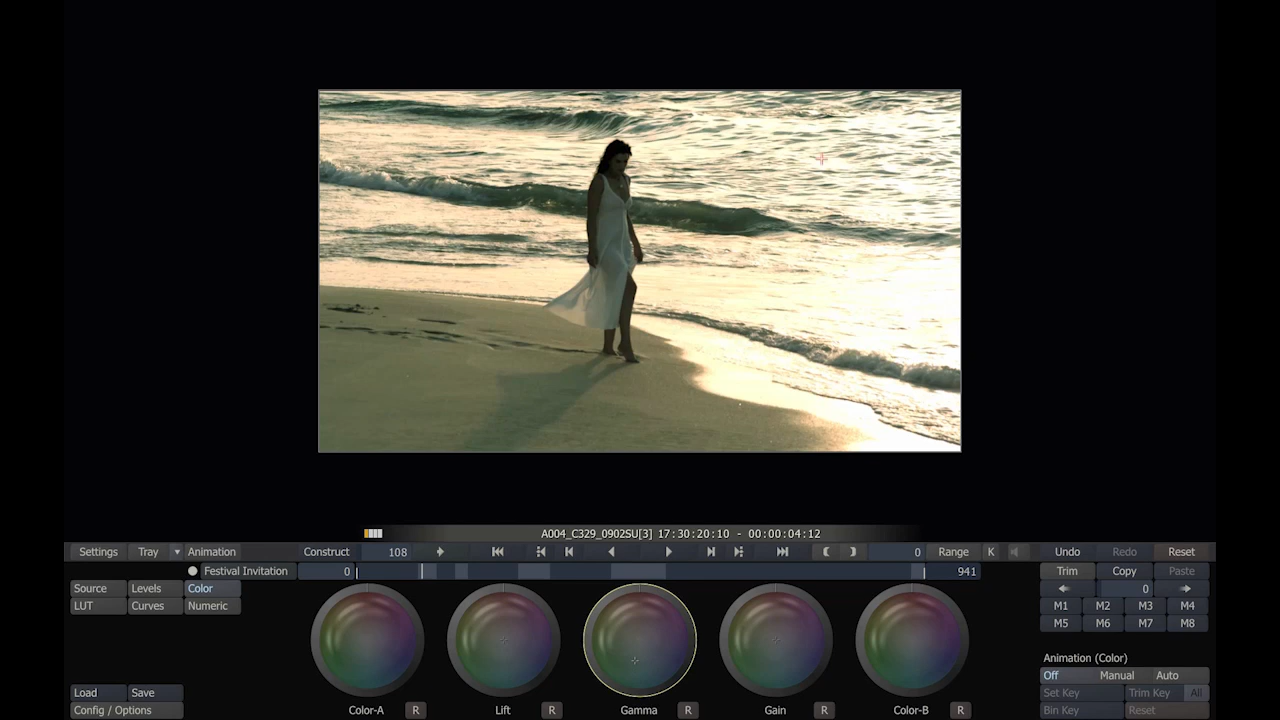 A004_C329_0902SU[3] 17:30:20:10 - 00:00:04:12
Settings Tray Animation Construct 108 0 Range K Undo Redo Reset
Festival Invitation 0 941 Trim Copy Paste
Source Levels Color 0
LUT Curves Numeric M1 M2 M3 M4
M5 M6 M7 M8
Animation (Color)
Off Manual Auto
Load Save Set Key Trim Key All
Config / Options Color-A R Lift R Gamma R Gain R Color-B R Bin Key Reset